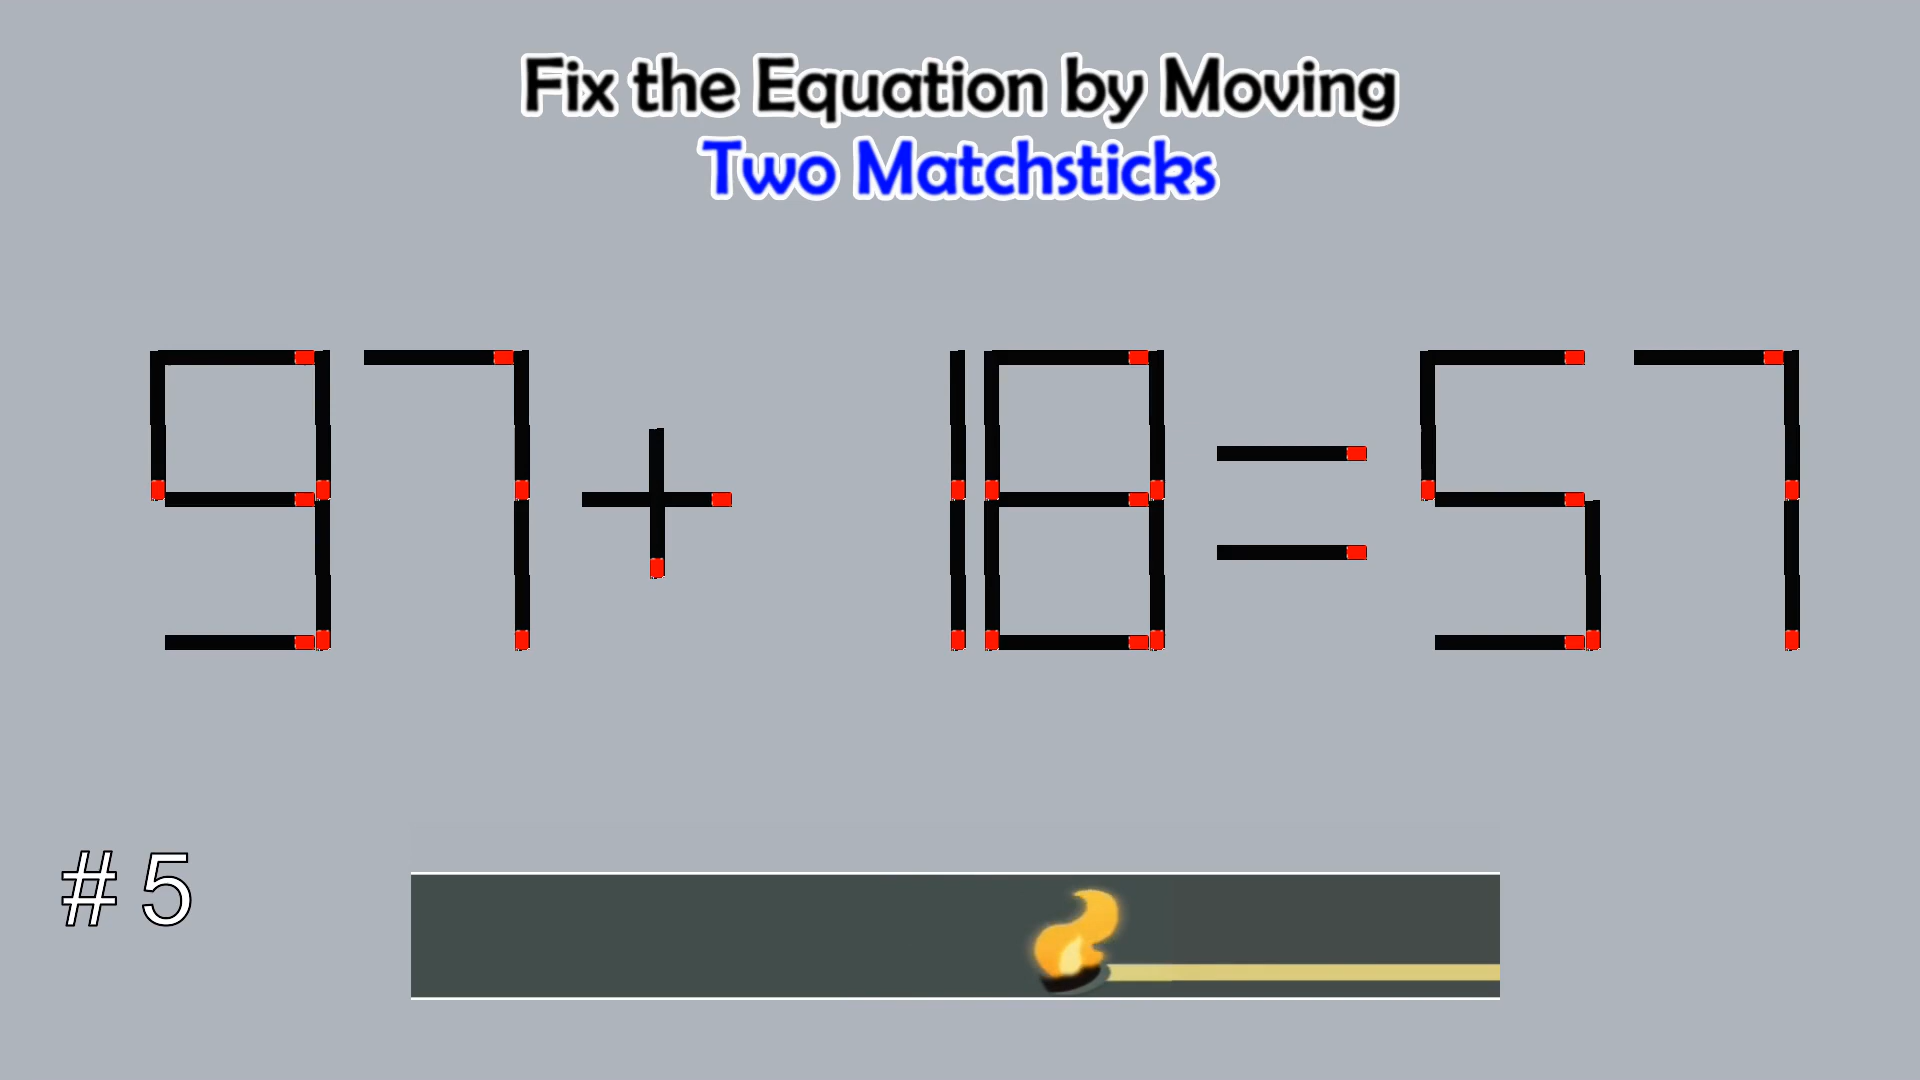 Fix the Equation by Moving
Two Matchsticks
97+ 18=57
#5